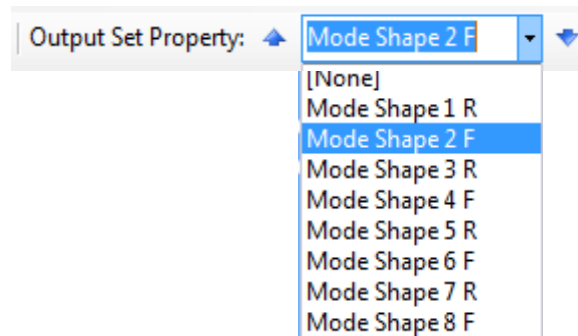 Output Set Property: Mode Shape 2 F
[None]
Mode Shape 1 R
Mode Shape 2 F
Mode Shape 3 R
Mode Shape 4 F
Mode Shape 5 R
Mode Shape 6 F
Mode Shape 7 R
Mode Shape 8 F